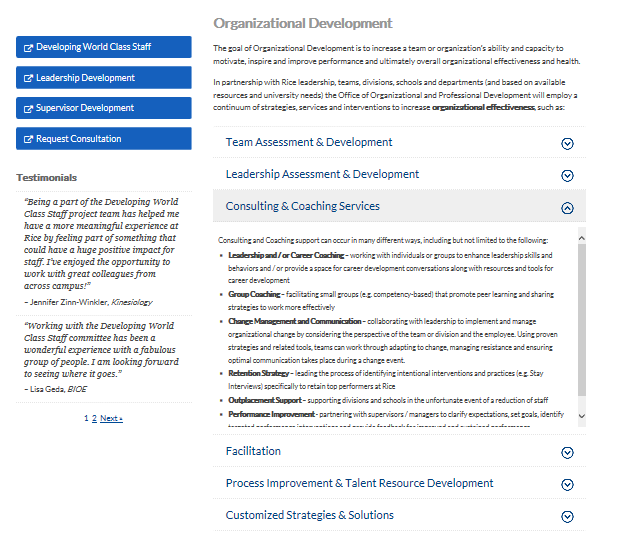 Organizational Development
Developing World Class Staff
Leadership Development
Supervisor Development
Request Consultation
Testimonials
“Being a part of the Developing World
Class Staff project team has helped me
have a more meaningful experience at
Rice by feeling part of something that
could have a huge positive impact for
staff. I've enjoyed the opportunity to
work with great colleagues from
across campus!”
– Jennifer Zinn-Winkler, Kinesiology
“Working with the Developing World
Class Staff committee has been a
wonderful experience with a fabulous
group of people. I am looking forward
to seeing where it goes.”
– Lisa Geda, BIOE
1 2 Next ▸
The goal of Organizational Development is to increase a team or organization's ability and capacity to
motivate, inspire and improve performance and ultimately overall organizational effectiveness and health.
In partnership with Rice leadership, teams, divisions, schools and departments (and based on available
resources and university needs) the Office of Organizational and Professional Development will employ a
continuum of strategies, services and interventions to increase organizational effectiveness, such as:
Team Assessment & Development
Leadership Assessment & Development
Consulting & Coaching Services
Consulting and Coaching support can occur in many different ways, including but not limited to the following:
Leadership and / or Career Coaching – working with individuals or groups to enhance leadership skills and
behaviors and / or provide a space for career development conversations along with resources and tools for
career development
Group Coaching – facilitating small groups (e.g. competency-based) that promote peer learning and sharing
strategies to work more effectively
Change Management and Communication – collaborating with leadership to implement and manage
organizational change by considering the perspective of the team or division and the employee. Using proven
strategies and related tools, teams can work through adapting to change, managing resistance and ensuring
optimal communication takes place during a change event.
Retention Strategy – leading the process of identifying intentional interventions and practices (e.g. Stay
Interviews) specifically to retain top performers at Rice
Outplacement Support – supporting divisions and schools in the unfortunate event of a reduction of staff
Performance Improvement - partnering with supervisors / managers to clarify expectations, set goals, identify
Facilitation
Process Improvement & Talent Resource Development
Customized Strategies & Solutions